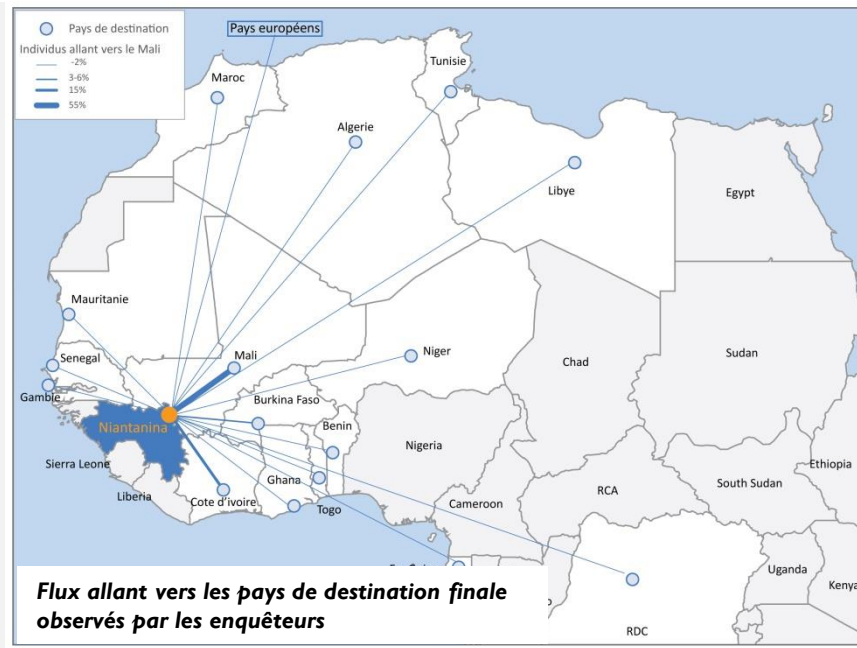 Pays de destination
Individus allant vers le Mali
-2%
3-6%
15%
55%
Pays européens
Tunisie
Maroc
Algerie
Libye
Egypt
Mauritanie
Senegal
Mali
Niger
Chad
Sudan
Gambie
Burkina Faso
Niantanina
Benin
Nigeria
Sierra Leone
Ghana
Ethiopia
Liberia
Cote d'ivoire
Togo
Cameroon
RCA
South Sudan
Uganda
Kenya
RDC
Flux allant vers les pays de destination finale
observés par les enquêteurs